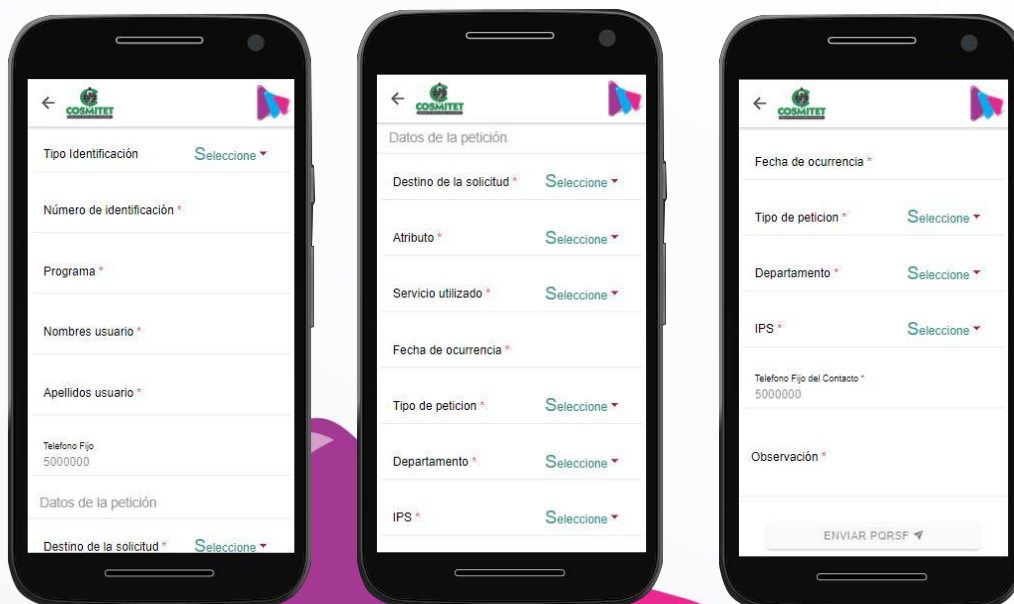 COSMITET
Tipo Identificación Seleccione
Número de identificación *
Programa *
Nombres usuario *
Apellidos usuario *
Telefono Fijo
5000000
Datos de la petición
Destino de la solicitud * Seleccione
COSMITET
Datos de la petición
Destino de la solicitud * Seleccione
Atributo * Seleccione
Servicio utilizado * Seleccione
Fecha de ocurrencia *
Tipo de peticion * Seleccione
Departamento * Seleccione
IPS * Seleccione
COSMITET
Fecha de ocurrencia *
Tipo de peticion * Seleccione
Departamento * Seleccione
IPS * Seleccione
Telefono Fijo del Contacto *
5000000
Observación *
ENVIAR PQRSF